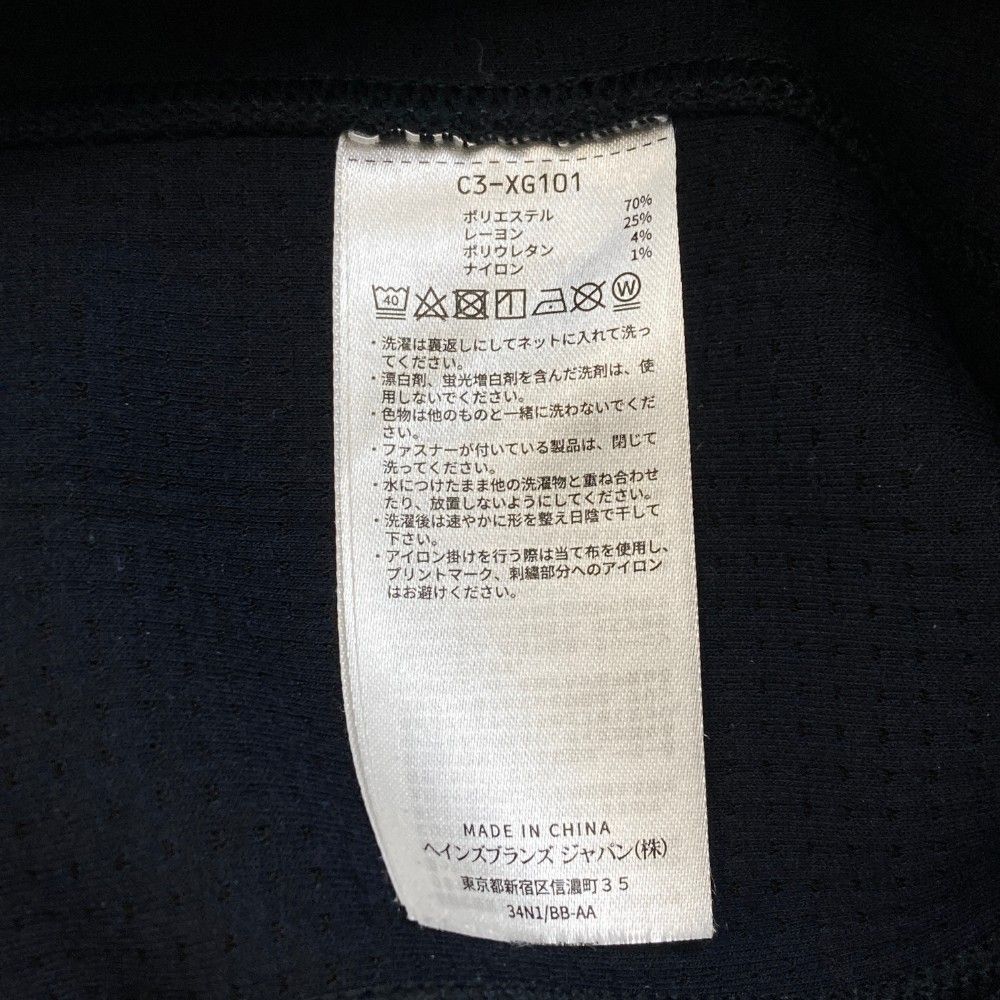 C3-XG101
ポリエステル 70%
レーヨン 25%
ポリウレタン 4%
ナイロン 1%
40 W
・洗濯は裏返しにしてネットに入れて洗っ
てください。
・漂白剤、蛍光増白剤を含んだ洗剤は、使
用しないでください。
・色物は他のものと一緒に洗わないでくだ
さい。
・ファスナーが付いている製品は、閉じて
洗ってください。
・水につけたまま他の洗濯物と重ね合わせ
たり、放置しないようにしてください。
・洗濯後は速やかに形を整え日陰で干して
下さい。
・アイロン掛けを行う際は当て布を使用し、
プリントマーク、刺繍部分へのアイロン
はお避けください。
MADE IN CHINA
ヘインズブランズ ジャパン(株)
東京都新宿区信濃町35
34N1/BB-AA